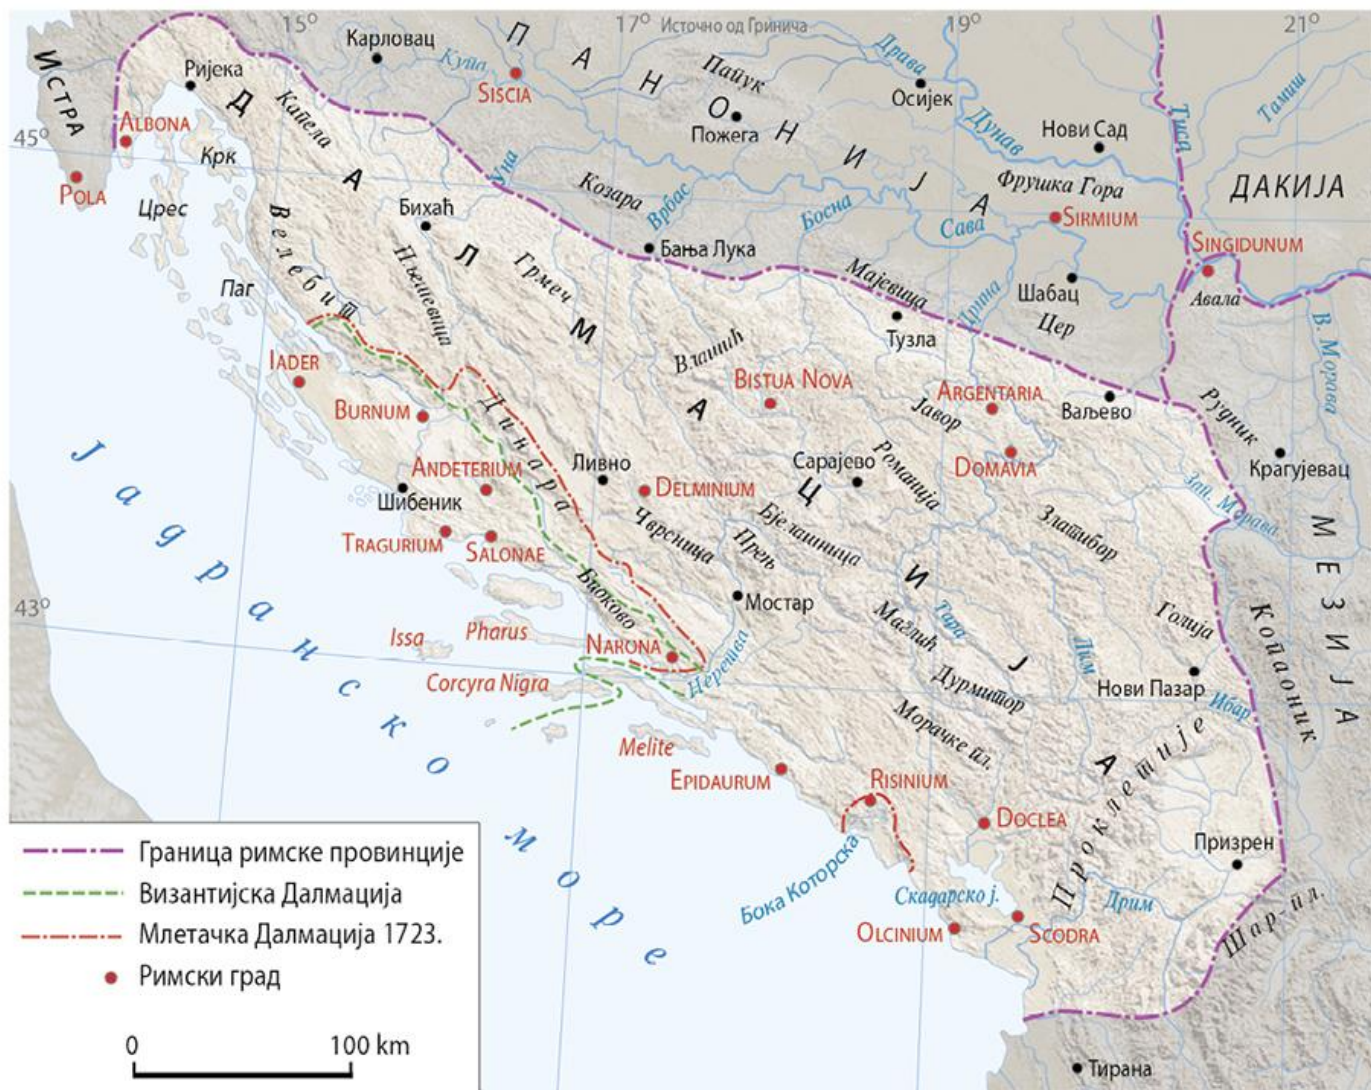 15°
17°
Источно од Гринича
19°
21°
45°
43°
ИСТРА
ПАНОНИЈА
ДАКИЈА
МЕЗИЈА
ДАЛМАЦИЈА
Карловац
Ријека
Купа
SISCIA
Папук
Пожега
Драва
Осијек
Дунав
Нови Сад
Тиса
Тамиш
ALBONA
POLA
Крк
Црес
Капела
Уна
Козара
Врбас
Босна
Сава
Фрушка Гора
SIRMIUM
SINGIDUNUM
Авала
Бихаћ
Бања Лука
Велебит
Пљешевица
Грмеч
Мајевица
Тузла
Дрина
Шабац
Цер
В. Морава
Паг
IADER
BURNUM
Динара
Влашић
BISTUA NOVA
ARGENTARIA
Јавор
Ваљево
Рудник
Крагујевац
ANDETERIUM
Шибеник
Ливно
DELMINIUM
Сарајево
Романија
DOMAVIA
Зап. Морава
TRAGURIUM
SALONAE
Чврсница
Прењ
Бјелашница
Златибор
Јадранско море
Биоково
Мостар
Маглић
Тара
Лим
Голија
Копаоник
Issa
Pharus
NARONA
Неретва
Corcyra Nigra
Дурмитор
Нови Пазар
Ибар
Melite
Морачке пл.
Проклетије
EPIDAURUM
RISINIUM
DOCLEA
Призрен
Бока Которска
Скадарско ј.
Дрим
Шар-пл.
OLCINIUM
SCODRA
Тирана
Граница римске провинције
Византијска Далмација
Млетачка Далмација 1723.
Римски град
0 100 km